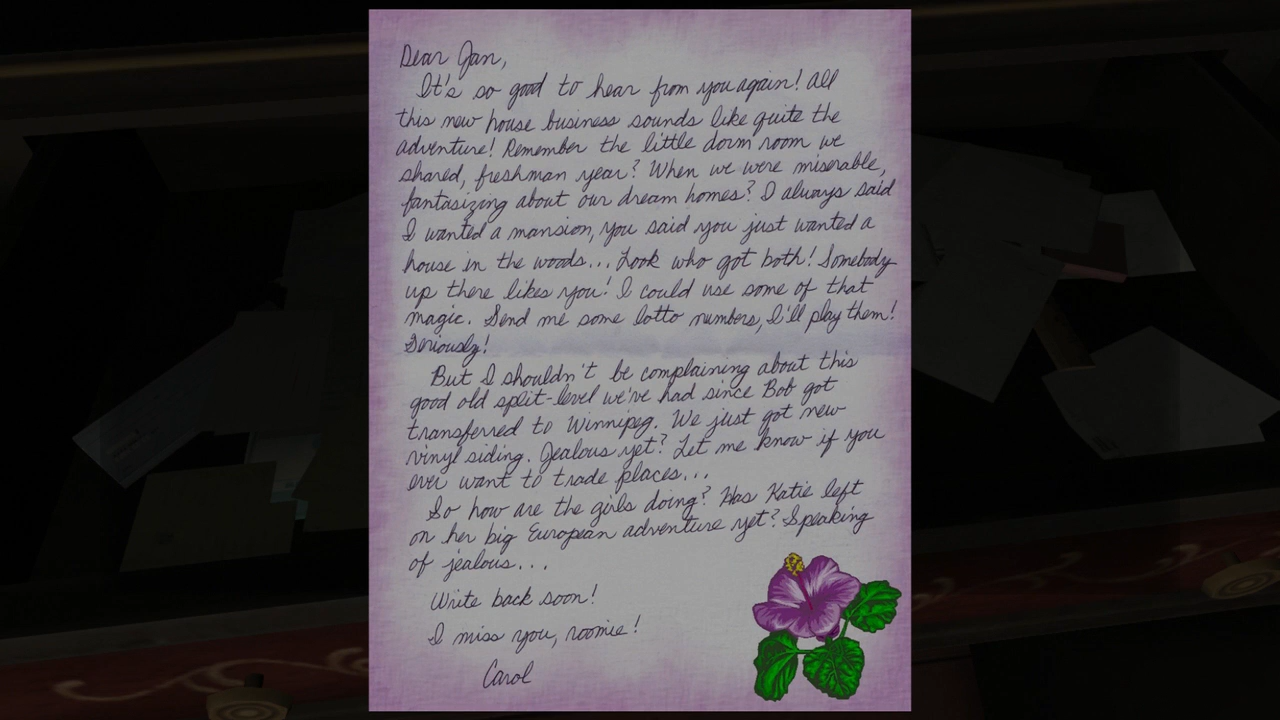 Dear Jan,
It's so good to hear from you again! All
this new house business sounds like quite the
adventure! Remember the little dorm room we
shared, freshman year? When we were miserable,
fantasizing about our dream homes? I always said
I wanted a mansion, you said you just wanted a
house in the woods... Look who got both! Somebody
up there likes you! I could use some of that
magic. Send me some lotto numbers, I'll play them!
Seriously!
But I shouldn't be complaining about this
good old split-level we've had since Bob got
transferred to Winnipeg. We just got new
vinyl siding. Jealous yet? Let me know if you
ever want to trade places...
So how are the girls doing? Has Katie left
on her big European adventure yet? Speaking
of jealous...
Write back soon!
I miss you, roomie!
Carol